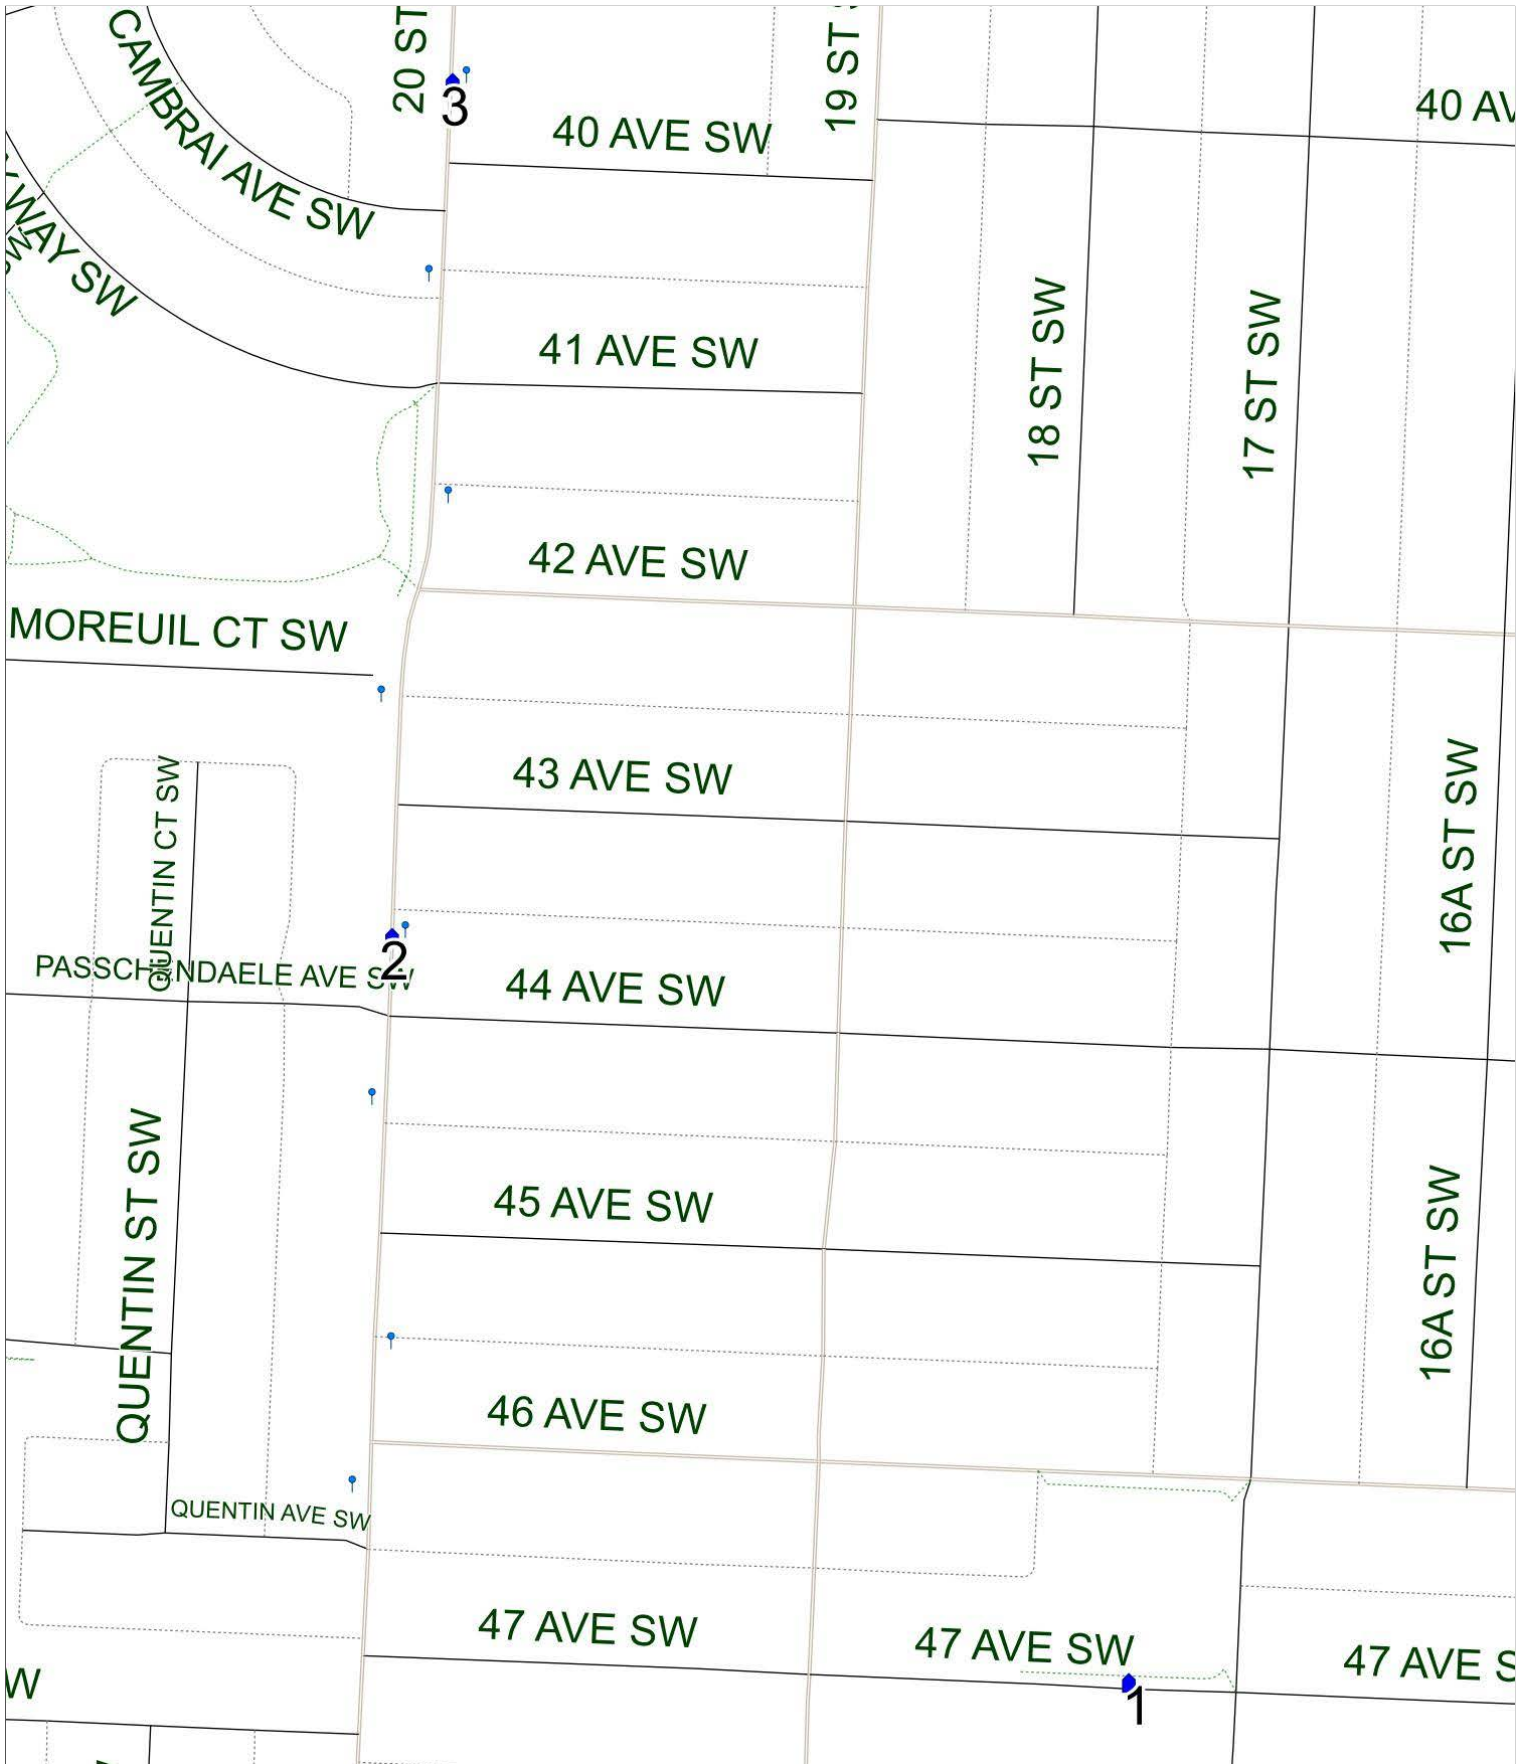 20 ST
19 ST S
CAMBRAI AVE SW
3
40 AVE SW
40 AV
WAY SW
SW
41 AVE SW
18 ST SW
17 ST SW
42 AVE SW
MOREUIL CT SW
43 AVE SW
16A ST SW
QUENTIN CT SW
2
PASSCHENDAELE AVE SW
44 AVE SW
QUENTIN ST SW
45 AVE SW
16A ST SW
46 AVE SW
QUENTIN AVE SW
47 AVE SW
47 AVE SW
47 AVE S
W
1